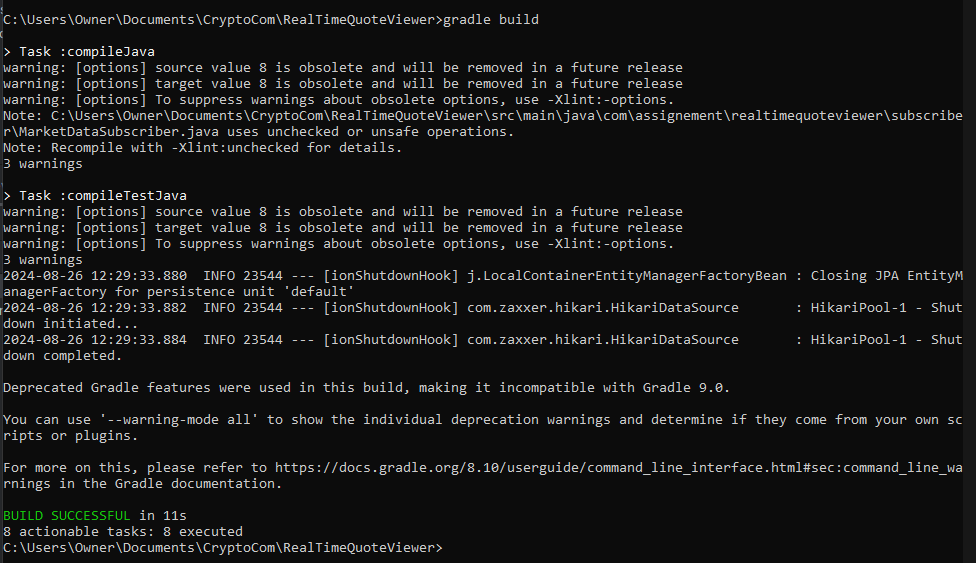 C:\Users\Owner\Documents\CryptoCom\RealTimeQuoteViewer>gradle build
> Task :compileJava
warning: [options] source value 8 is obsolete and will be removed in a future release
warning: [options] target value 8 is obsolete and will be removed in a future release
warning: [options] To suppress warnings about obsolete options, use -Xlint:-options.
Note: C:\Users\Owner\Documents\CryptoCom\RealTimeQuoteViewer\src\main\java\com\assignement\realtimequoteviewer\subscribe
r\MarketDataSubscriber.java uses unchecked or unsafe operations.
Note: Recompile with -Xlint:unchecked for details.
3 warnings
> Task :compileTestJava
warning: [options] source value 8 is obsolete and will be removed in a future release
warning: [options] target value 8 is obsolete and will be removed in a future release
warning: [options] To suppress warnings about obsolete options, use -Xlint:-options.
3 warnings
2024-08-26 12:29:33.880  INFO 23544 --- [ionShutdownHook] j.LocalContainerEntityManagerFactoryBean : Closing JPA EntityM
anagerFactory for persistence unit 'default'
2024-08-26 12:29:33.882  INFO 23544 --- [ionShutdownHook] com.zaxxer.hikari.HikariDataSource       : HikariPool-1 - Shut
down initiated...
2024-08-26 12:29:33.884  INFO 23544 --- [ionShutdownHook] com.zaxxer.hikari.HikariDataSource       : HikariPool-1 - Shut
down completed.
Deprecated Gradle features were used in this build, making it incompatible with Gradle 9.0.
You can use '--warning-mode all' to show the individual deprecation warnings and determine if they come from your own sc
ripts or plugins.
For more on this, please refer to https://docs.gradle.org/8.10/userguide/command_line_interface.html#sec:command_line_wa
rnings in the Gradle documentation.
BUILD SUCCESSFUL in 11s
8 actionable tasks: 8 executed
C:\Users\Owner\Documents\CryptoCom\RealTimeQuoteViewer>